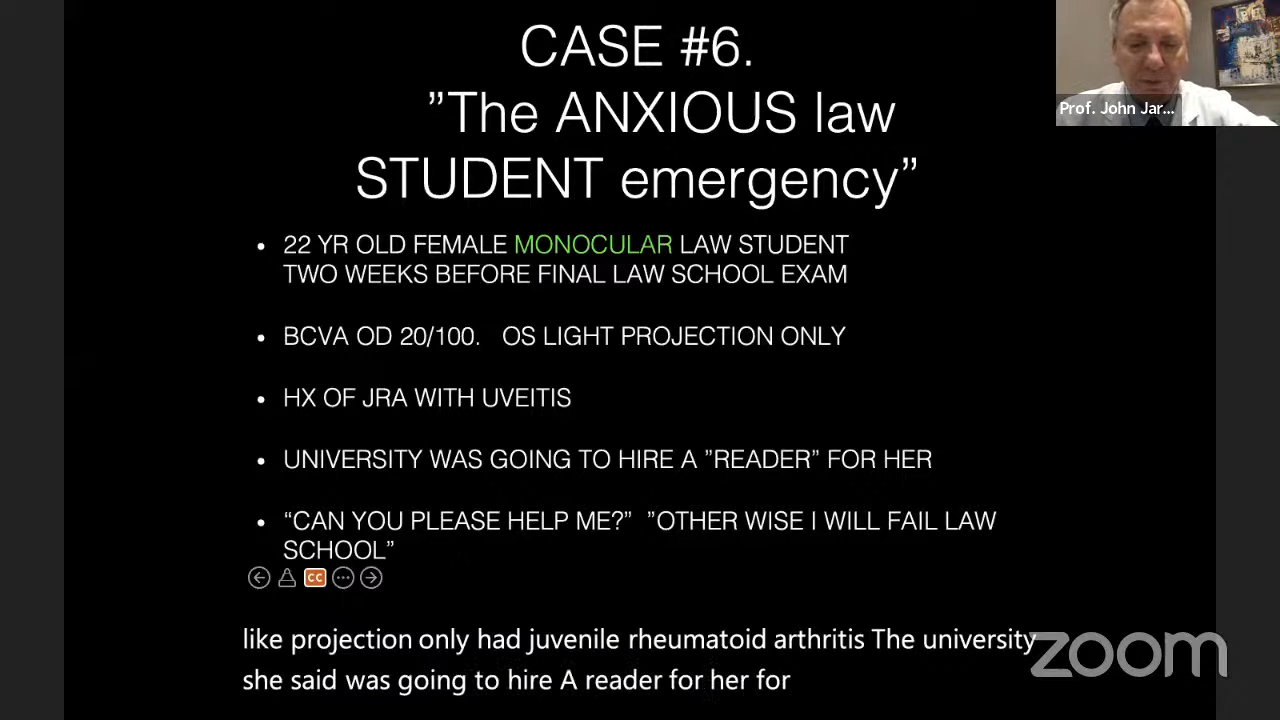 CASE #6.
”The ANXIOUS law
STUDENT emergency”
Prof. John Jar...
• 22 YR OLD FEMALE MONOCULAR LAW STUDENT
TWO WEEKS BEFORE FINAL LAW SCHOOL EXAM
• BCVA OD 20/100. OS LIGHT PROJECTION ONLY
• HX OF JRA WITH UVEITIS
• UNIVERSITY WAS GOING TO HIRE A ”READER” FOR HER
• “CAN YOU PLEASE HELP ME?” ”OTHER WISE I WILL FAIL LAW
SCHOOL”
CC
like projection only had juvenile rheumatoid arthritis The university
she said was going to hire A reader for her for
zoom